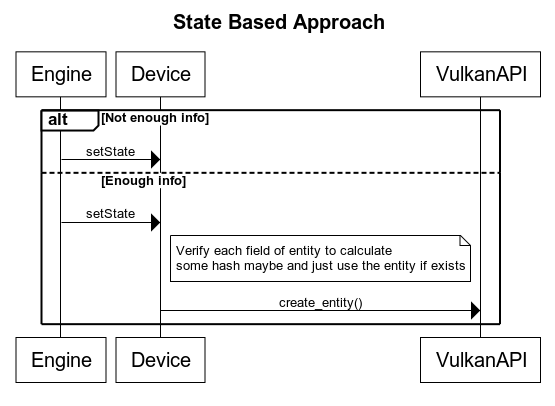 State Based Approach
Engine Device VulkanAPI
alt [Not enough info]
setState
[Enough info]
setState
Verify each field of entity to calculate
some hash maybe and just use the entity if exists
create_entity()
Engine Device VulkanAPI